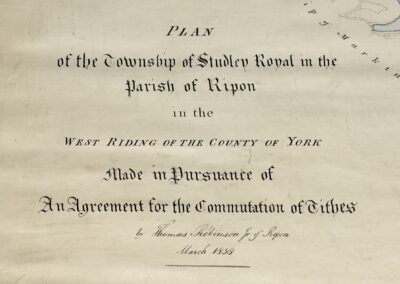 PLAN
of the Township of Studley Royal in the
Parish of Ripon
in the
WEST RIDING OF THE COUNTY OF YORK
Made in Pursuance of
An Agreement for the Commutation of Tithes
by Thomas Robinson Jr of Ripon
March 1838